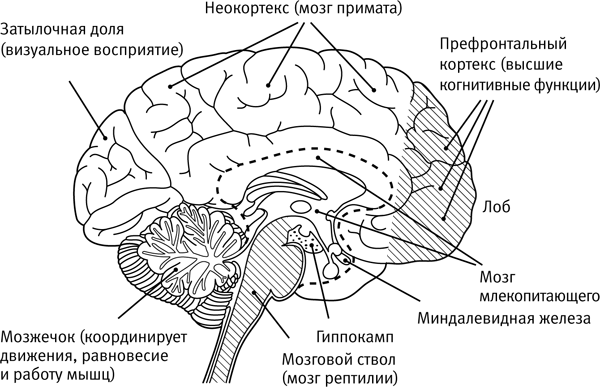 Неокортекс (мозг примата)
Затылочная доля
(визуальное восприятие)
Префронтальный
кортекс (высшие
когнитивные функции)
Лоб
Мозг
млекопитающего
Миндалевидная железа
Гиппокамп
Мозговой ствол
(мозг рептилии)
Мозжечок (координирует
движения, равновесие
и работу мышц)